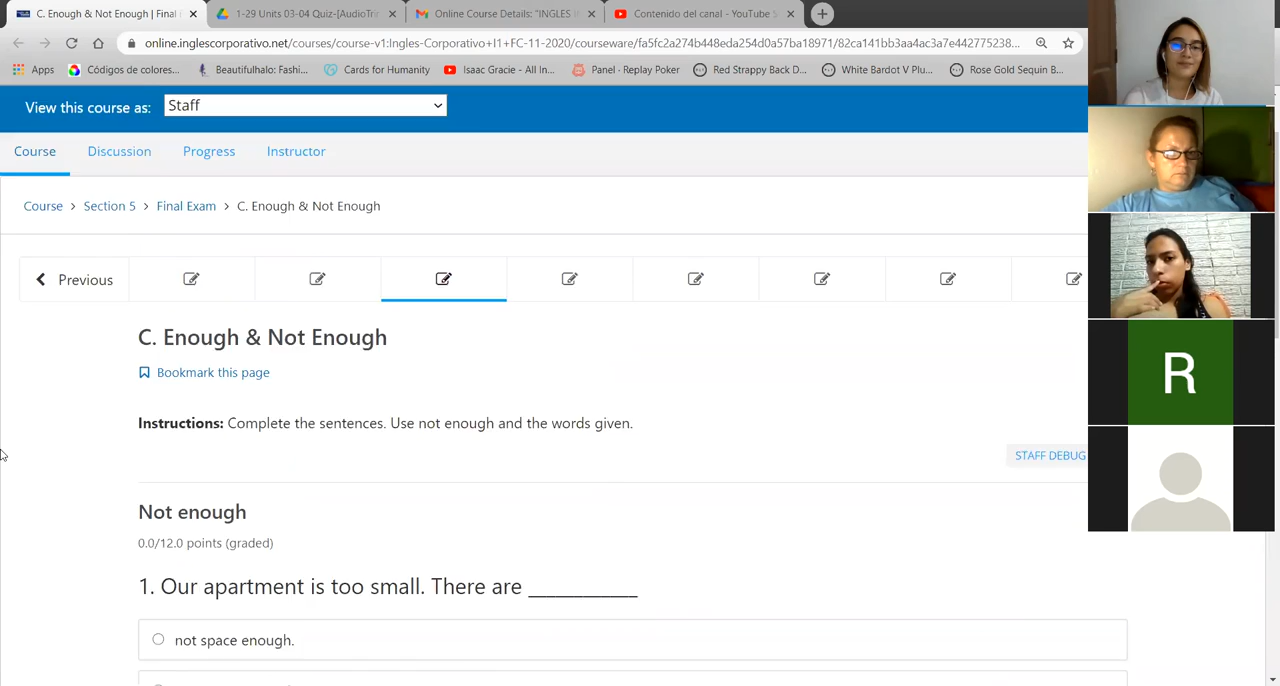 C. Enough & Not Enough | Final
1-29 Units 03-04 Quiz-[AudioTri
Online Course Details: "INGLES I
Contenido del canal - YouTube S
online.inglescorporativo.net/courses/course-v1:Ingles-Corporativo+I1+FC-11-2020/courseware/fa5fc2a274b448eda254d0a57ba18971/82ca141bb3aa4ac3a7e442775238...
Apps
Códigos de colores...
Beautifulhalo: Fashi...
Cards for Humanity
Isaac Gracie - All In...
Panel · Replay Poker
Red Strappy Back D...
White Bardot V Plu...
Rose Gold Sequin B...
View this course as: Staff
Course Discussion Progress Instructor
Course > Section 5 > Final Exam > C. Enough & Not Enough
Previous
C. Enough & Not Enough
Bookmark this page
Instructions: Complete the sentences. Use not enough and the words given.
STAFF DEBUG
Not enough
0.0/12.0 points (graded)
1. Our apartment is too small. There are __________
not space enough.
R